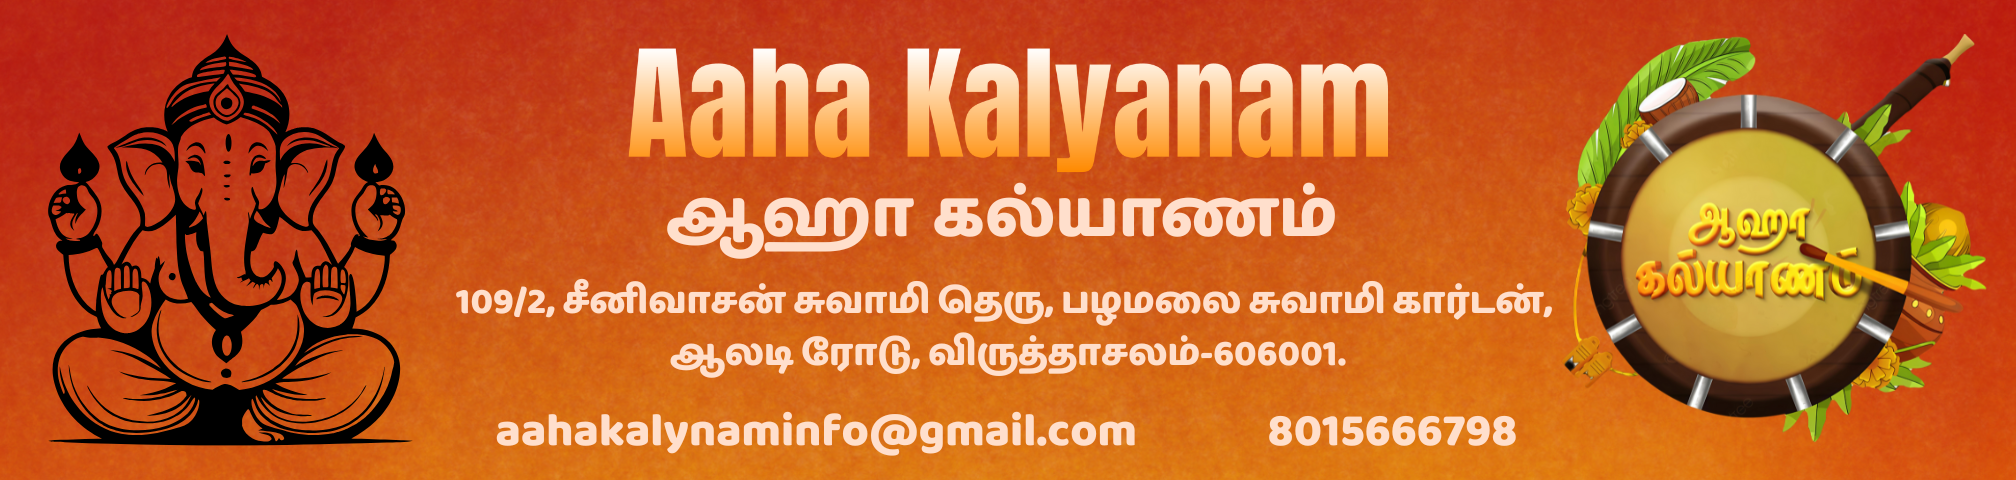 Aaha Kalyanam
ஆஹா கல்யாணம்
109/2, சீனிவாசன் சுவாமி தெரு, பழமலை சுவாமி கார்டன்,
ஆலடி ரோடு, விருத்தாசலம்-606001.
aahakalynaminfo@gmail.com 8015666798
ஆஹா
கல்யாணம்